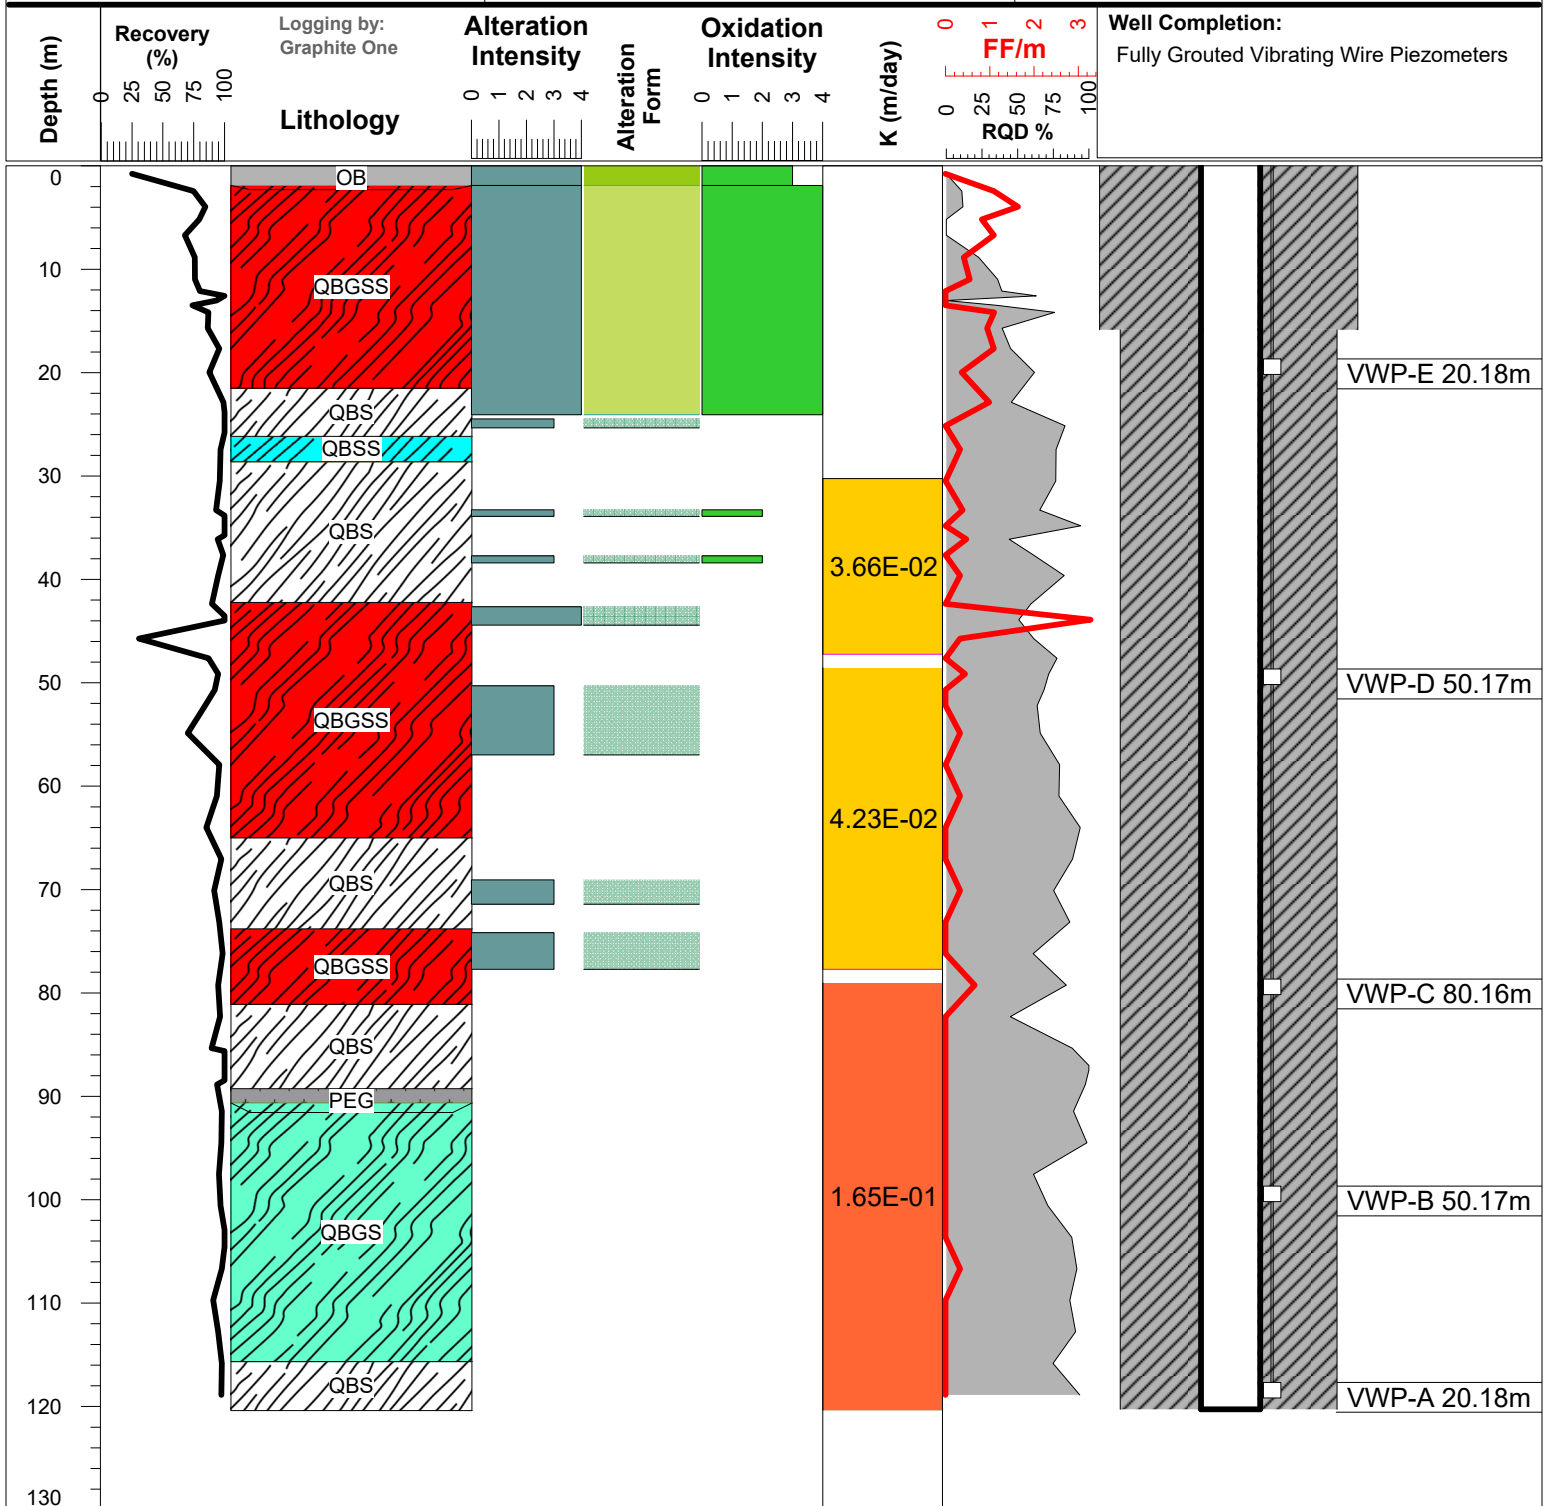 Depth (m)
Recovery
(%)
0
25
50
75
100
Logging by:
Graphite One
Lithology
Alteration
Intensity
0
1
2
3
4
Alteration
Form
Oxidation
Intensity
0
1
2
3
4
K (m/day)
0
1
2
3
FF/m
0
25
50
75
100
RQD %
Well Completion:
Fully Grouted Vibrating Wire Piezometers
0
10
20
30
40
50
60
70
80
90
100
110
120
130
OB
QBGSS
QBS
QBSS
QBS
QBGSS
QBS
QBGSS
QBS
PEG
QBGS
QBS
3.66E-02
4.23E-02
1.65E-01
VWP-E 20.18m
VWP-D 50.17m
VWP-C 80.16m
VWP-B 50.17m
VWP-A 20.18m